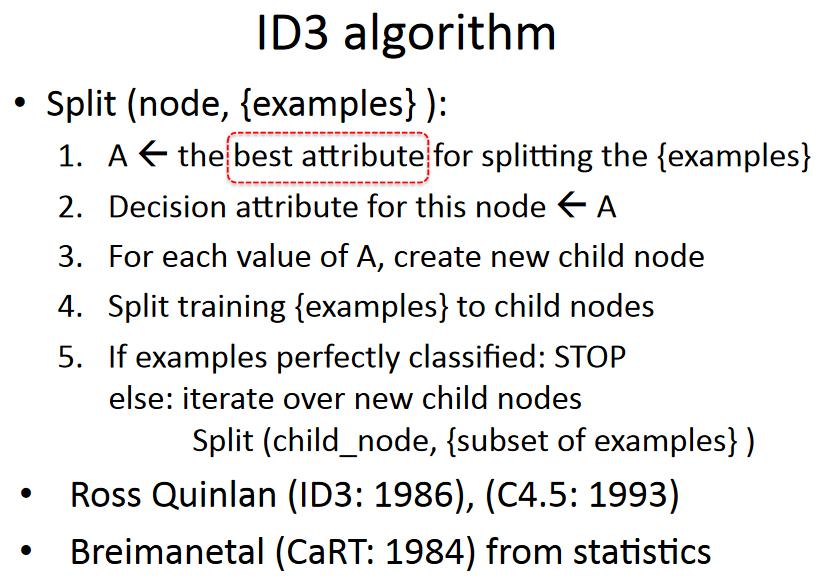 ID3 algorithm
• Split (node, {examples} ):
1. A ← the best attribute for splitting the {examples}
2. Decision attribute for this node ← A
3. For each value of A, create new child node
4. Split training {examples} to child nodes
5. If examples perfectly classified: STOP
else: iterate over new child nodes
Split (child_node, {subset of examples} )
• Ross Quinlan (ID3: 1986), (C4.5: 1993)
• Breimanetal (CaRT: 1984) from statistics